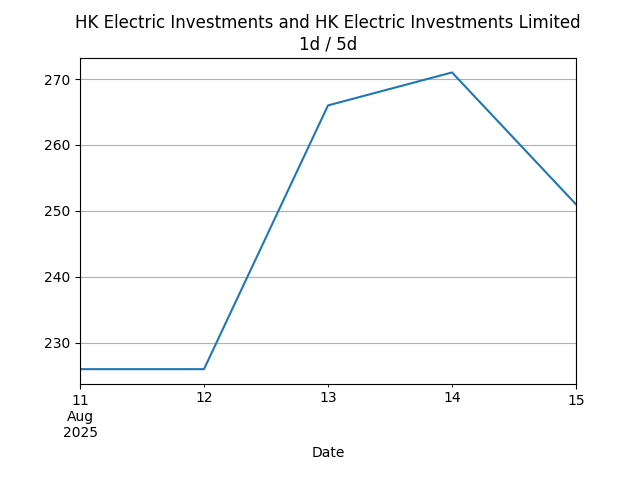 HK Electric Investments and HK Electric Investments Limited
1d / 5d
270
260
250
240
230
11
Aug
2025
12
13
14
15
Date